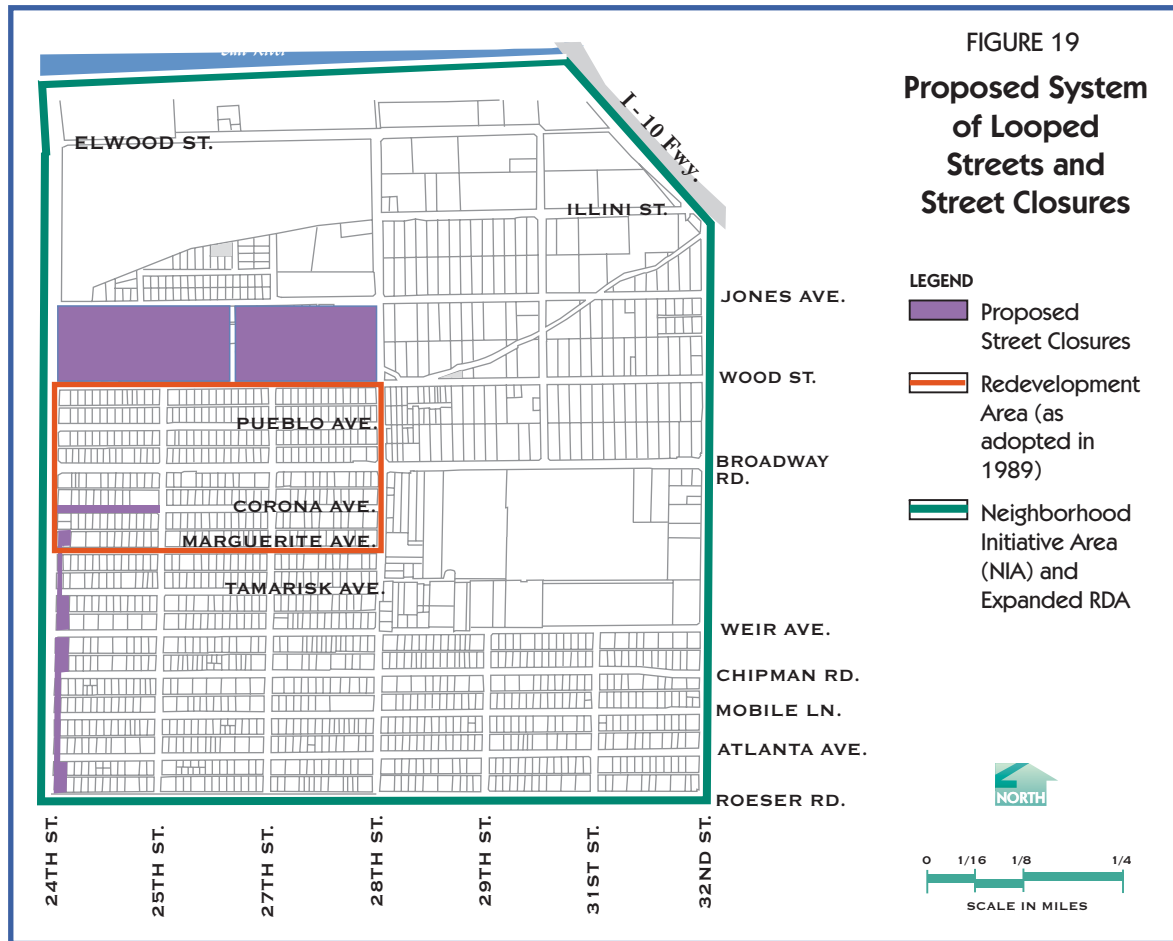 FIGURE 19
Proposed System
of Looped
Streets and
Street Closures
LEGEND
Proposed
Street Closures
Redevelopment
Area (as
adopted in
1989)
Neighborhood
Initiative Area
(NIA) and
Expanded RDA
I - 10 Fwy.
ELWOOD ST.
ILLINI ST.
JONES AVE.
WOOD ST.
PUEBLO AVE.
BROADWAY
RD.
CORONA AVE.
MARGUERITE AVE.
TAMARISK AVE.
WEIR AVE.
CHIPMAN RD.
MOBILE LN.
ATLANTA AVE.
ROESER RD.
24TH ST.
25TH ST.
27TH ST.
28TH ST.
29TH ST.
31ST ST.
32ND ST.
NORTH
0 1/16 1/8 1/4
SCALE IN MILES